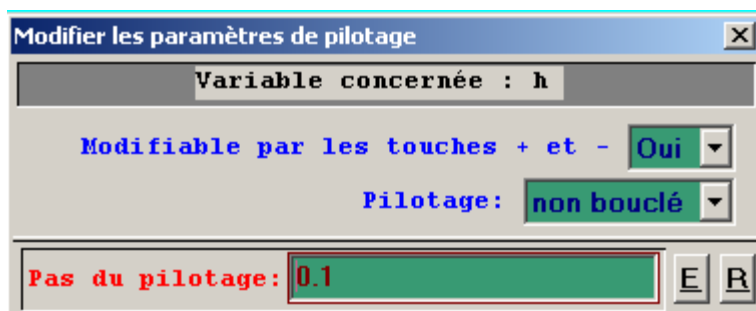 Modifier les paramètres de pilotage
Variable concernée : h
Modifiable par les touches + et - Oui
Pilotage: non bouclé
Pas du pilotage: 0.1 E R